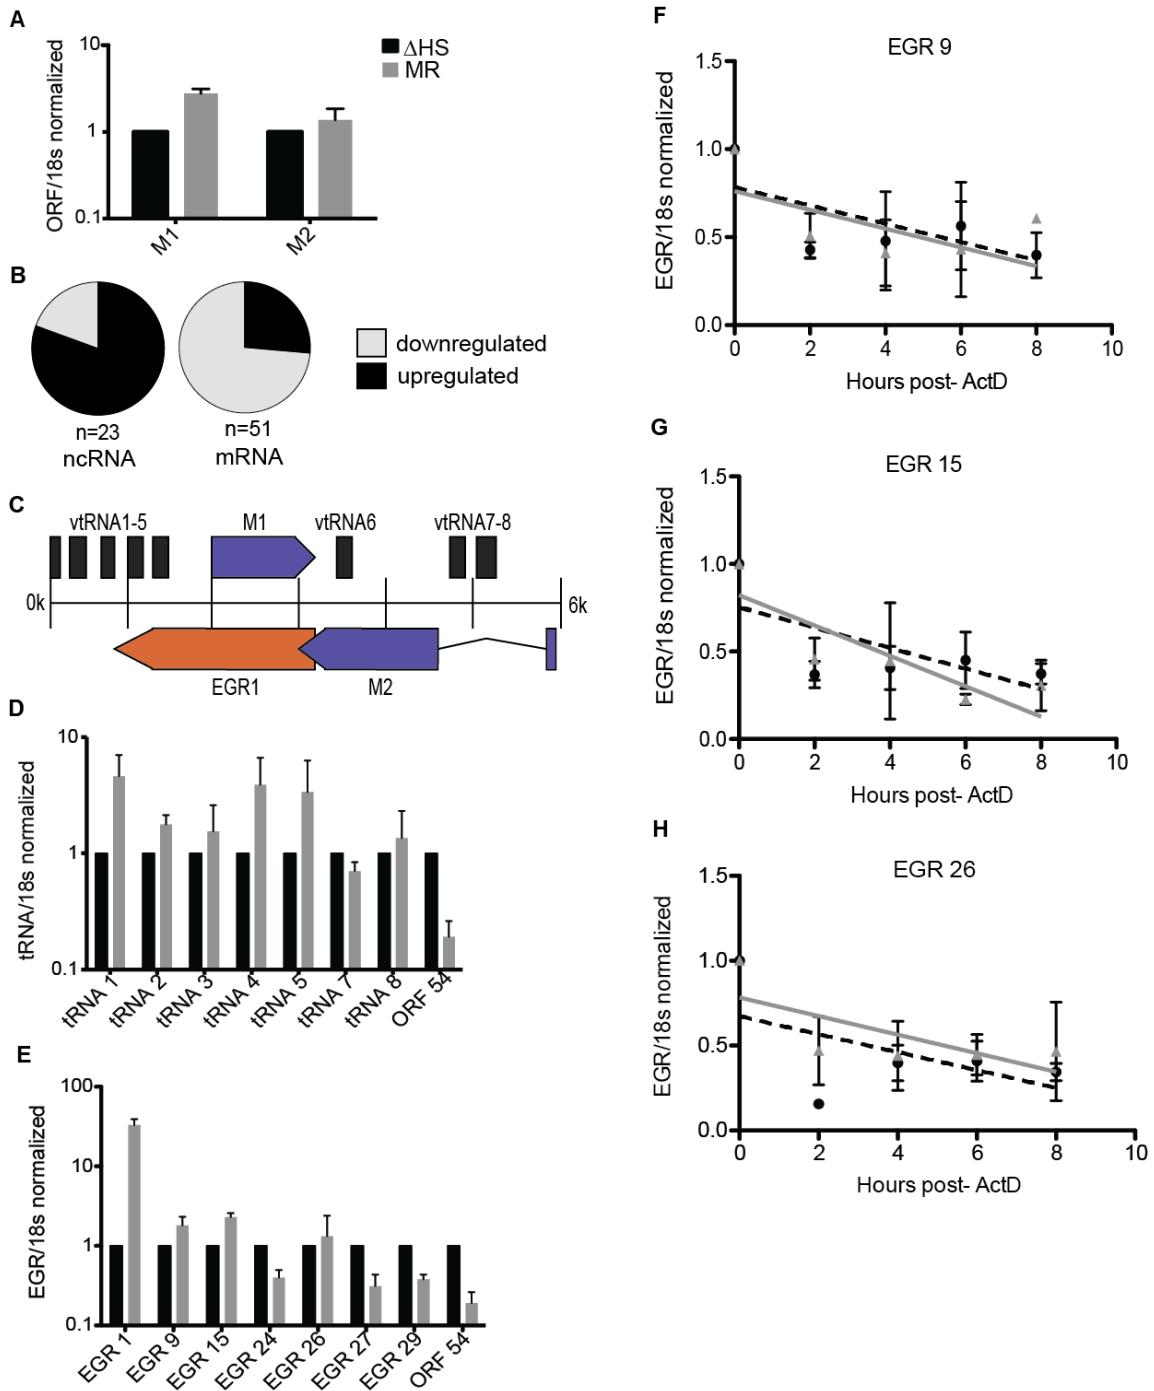 A
ORF/18s normalized
10
1
0.1
M1
M2
ΔHS
MR
B
n=23
ncRNA
n=51
mRNA
downregulated
upregulated
C
vtRNA1-5
M1
vtRNA6
vtRNA7-8
0k
6k
EGR1
M2
D
tRNA/18s normalized
10
1
0.1
tRNA 1
tRNA 2
tRNA 3
tRNA 4
tRNA 5
tRNA 7
tRNA 8
ORF 54
E
EGR/18s normalized
100
10
1
0.1
EGR 1
EGR 9
EGR 15
EGR 24
EGR 26
EGR 27
EGR 29
ORF 54
F
EGR 9
EGR/18s normalized
1.5
1.0
0.5
0.0
0 2 4 6 8 10
Hours post- ActD
G
EGR 15
EGR/18s normalized
1.5
1.0
0.5
0.0
0 2 4 6 8 10
Hours post- ActD
H
EGR 26
EGR/18s normalized
1.5
1.0
0.5
0.0
0 2 4 6 8 10
Hours post- ActD